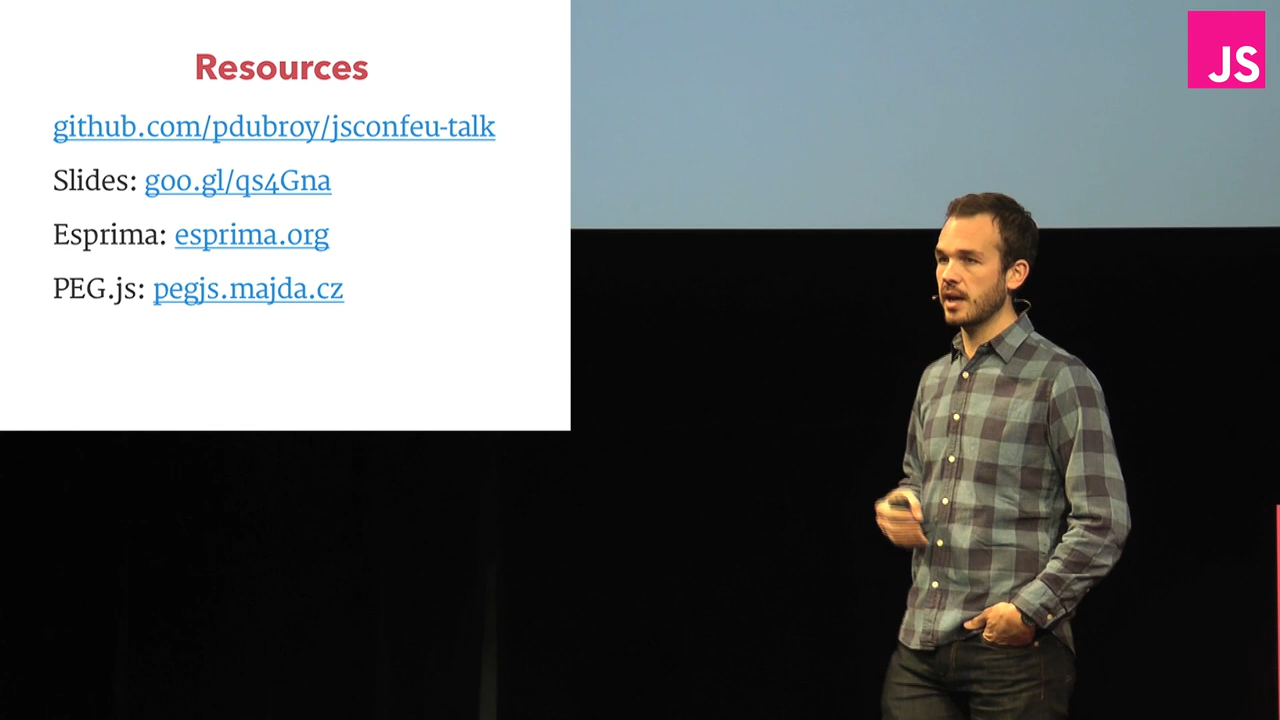 Resources
github.com/pdubroy/jsconfeu-talk
Slides: goo.gl/qs4Gna
Esprima: esprima.org
PEG.js: pegjs.majda.cz
JS